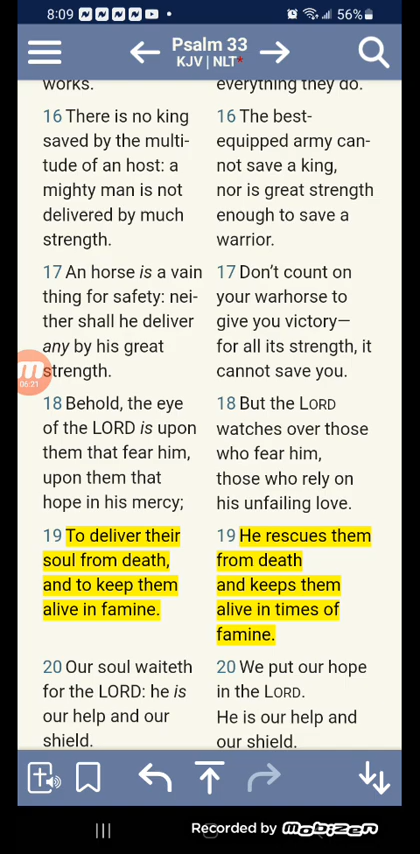 8:09 56%
Psalm 33
KJV | NLT*
works.
16 There is no king
saved by the multi-
tude of an host: a
mighty man is not
delivered by much
strength.
17 An horse is a vain
thing for safety: nei-
ther shall he deliver
any by his great
strength.
18 Behold, the eye
of the LORD is upon
them that fear him,
upon them that
hope in his mercy;
19 To deliver their
soul from death,
and to keep them
alive in famine.
20 Our soul waiteth
for the LORD: he is
our help and our
shield.
everything they do.
16 The best-
equipped army can-
not save a king,
nor is great strength
enough to save a
warrior.
17 Don’t count on
your warhorse to
give you victory—
for all its strength, it
cannot save you.
18 But the LORD
watches over those
who fear him,
those who rely on
his unfailing love.
19 He rescues them
from death
and keeps them
alive in times of
famine.
20 We put our hope
in the LORD.
He is our help and
our shield.
m
06:21
Recorded by mobizen